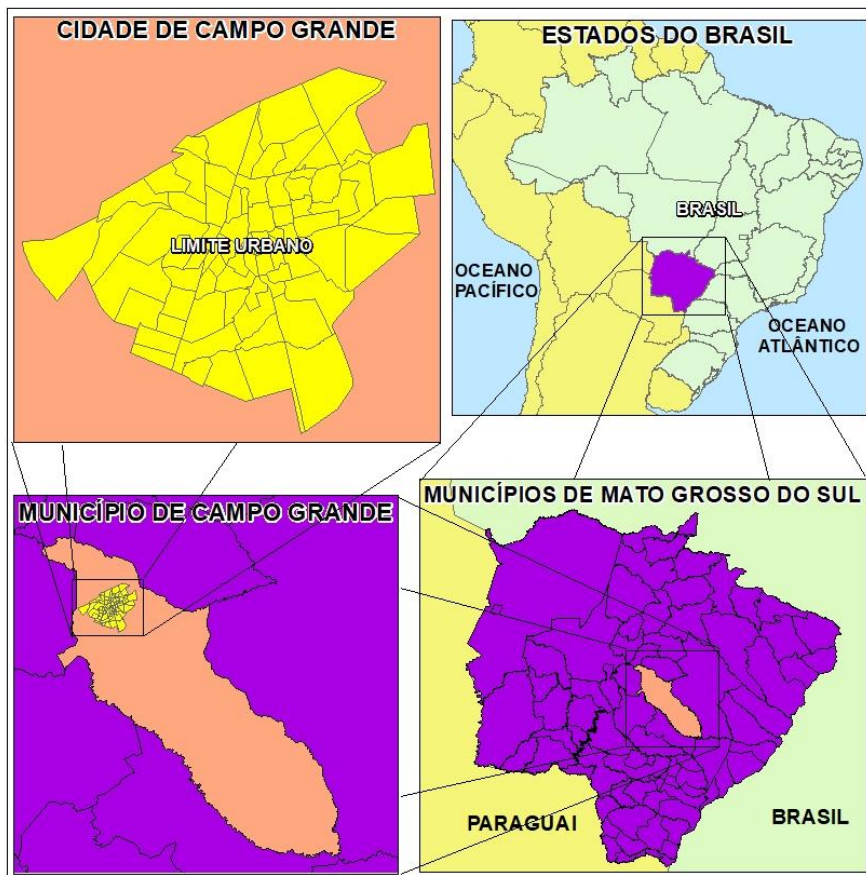 CIDADE DE CAMPO GRANDE
LIMITE URBANO
ESTADOS DO BRASIL
BRASIL
OCEANO
PACÍFICO
OCEANO
ATLÂNTICO
MUNICÍPIO DE CAMPO GRANDE
MUNICÍPIOS DE MATO GROSSO DO SUL
PARAGUAI
BRASIL